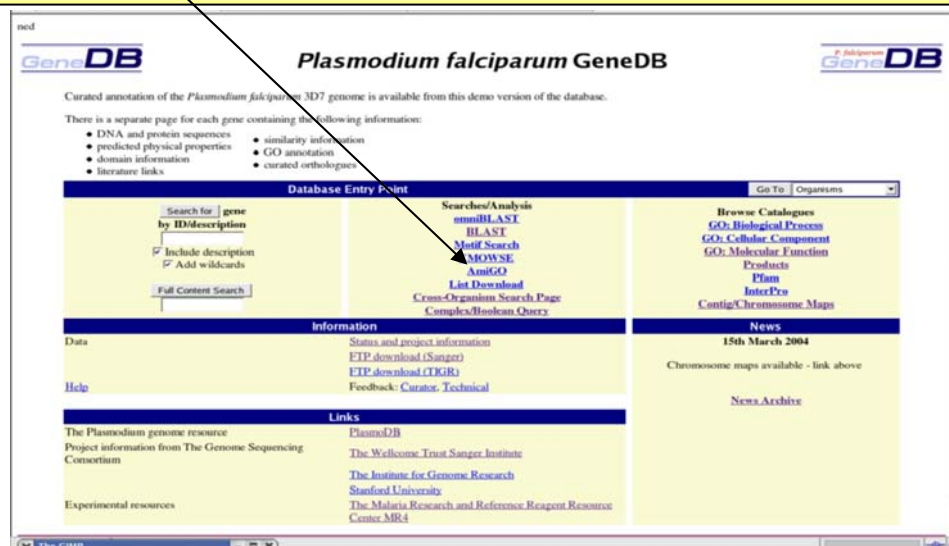 ned
GeneDB
Plasmodium falciparum GeneDB
P. falciparum
GeneDB
Curated annotation of the Plasmodium falciparum 3D7 genome is available from this demo version of the database.
There is a separate page for each gene containing the following information:
• DNA and protein sequences
• predicted physical properties
• domain information
• literature links
• similarity information
• GO annotation
• curated orthologues
Database Entry Point
Go To Organisms
Search for gene
by ID/description
Include description
Add wildcards
Full Content Search
Searches/Analysis
omniBLAST
BLAST
Motif Search
EMOWSE
AmiGO
List Download
Cross-Organism Search Page
Complex/Boolean Query
Browse Catalogues
GO: Biological Process
GO: Cellular Component
GO: Molecular Function
Products
Pfam
InterPro
Contig/Chromosome Maps
Information
Data
Status and project information
FTP download (Sanger)
FTP download (TIGR)
Help
Feedback: Curator, Technical
News
15th March 2004
Chromosome maps available - link above
News Archive
Links
The Plasmodium genome resource
PlasmoDB
Project information from The Genome Sequencing
Consortium
The Wellcome Trust Sanger Institute
The Institute for Genome Research
Stanford University
Experimental resources
The Malaria Research and Reference Reagent Resource
Center MR4
The GIMP